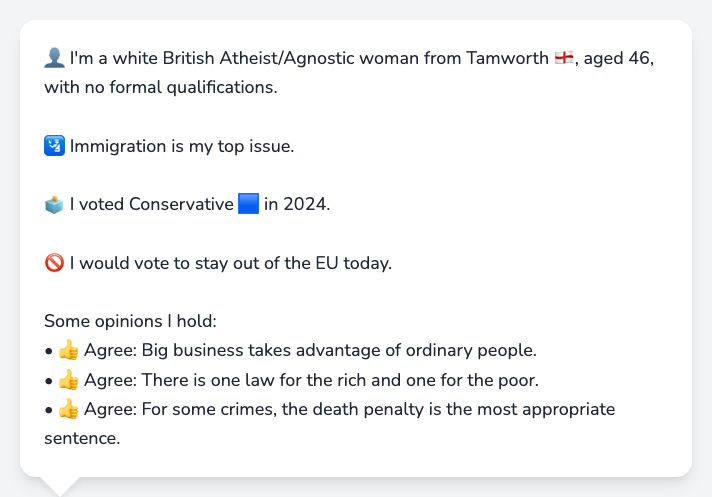 👤 I'm a white British Atheist/Agnostic woman from Tamworth 🏴󠁧󠁢󠁥󠁮󠁧󠁿, aged 46,
with no formal qualifications.
🛂 Immigration is my top issue.
🗳️ I voted Conservative 🟦 in 2024.
🚫 I would vote to stay out of the EU today.
Some opinions I hold:
• 👍 Agree: Big business takes advantage of ordinary people.
• 👍 Agree: There is one law for the rich and one for the poor.
• 👍 Agree: For some crimes, the death penalty is the most appropriate
sentence.